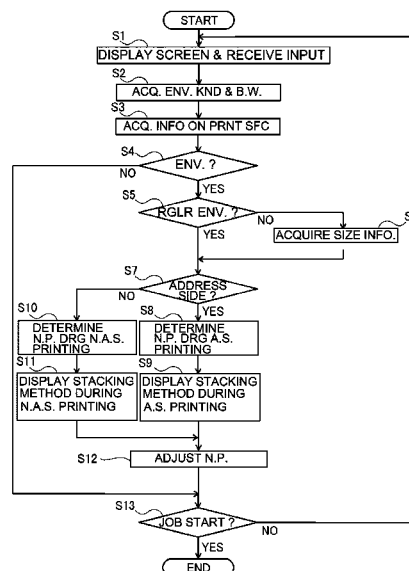 START
S1
DISPLAY SCREEN & RECEIVE INPUT
S2
ACQ. ENV. KND & B.W.
S3
ACQ. INFO ON PRNT SFC
S4
ENV. ?
NO
YES
S5
RGLR ENV. ?
NO
YES
S
ACQUIRE SIZE INFO.
S7
ADDRESS
SIDE ?
NO
YES
S10
DETERMINE
N.P. DRG N.A.S.
PRINTING
S8
DETERMINE
N.P. DRG A.S.
PRINTING
S11
DISPLAY STACKING
METHOD DURING
N.A.S. PRINTING
S9
DISPLAY STACKING
METHOD DURING
A.S. PRINTING
S12
ADJUST N.P.
S13
JOB START ?
NO
YES
END